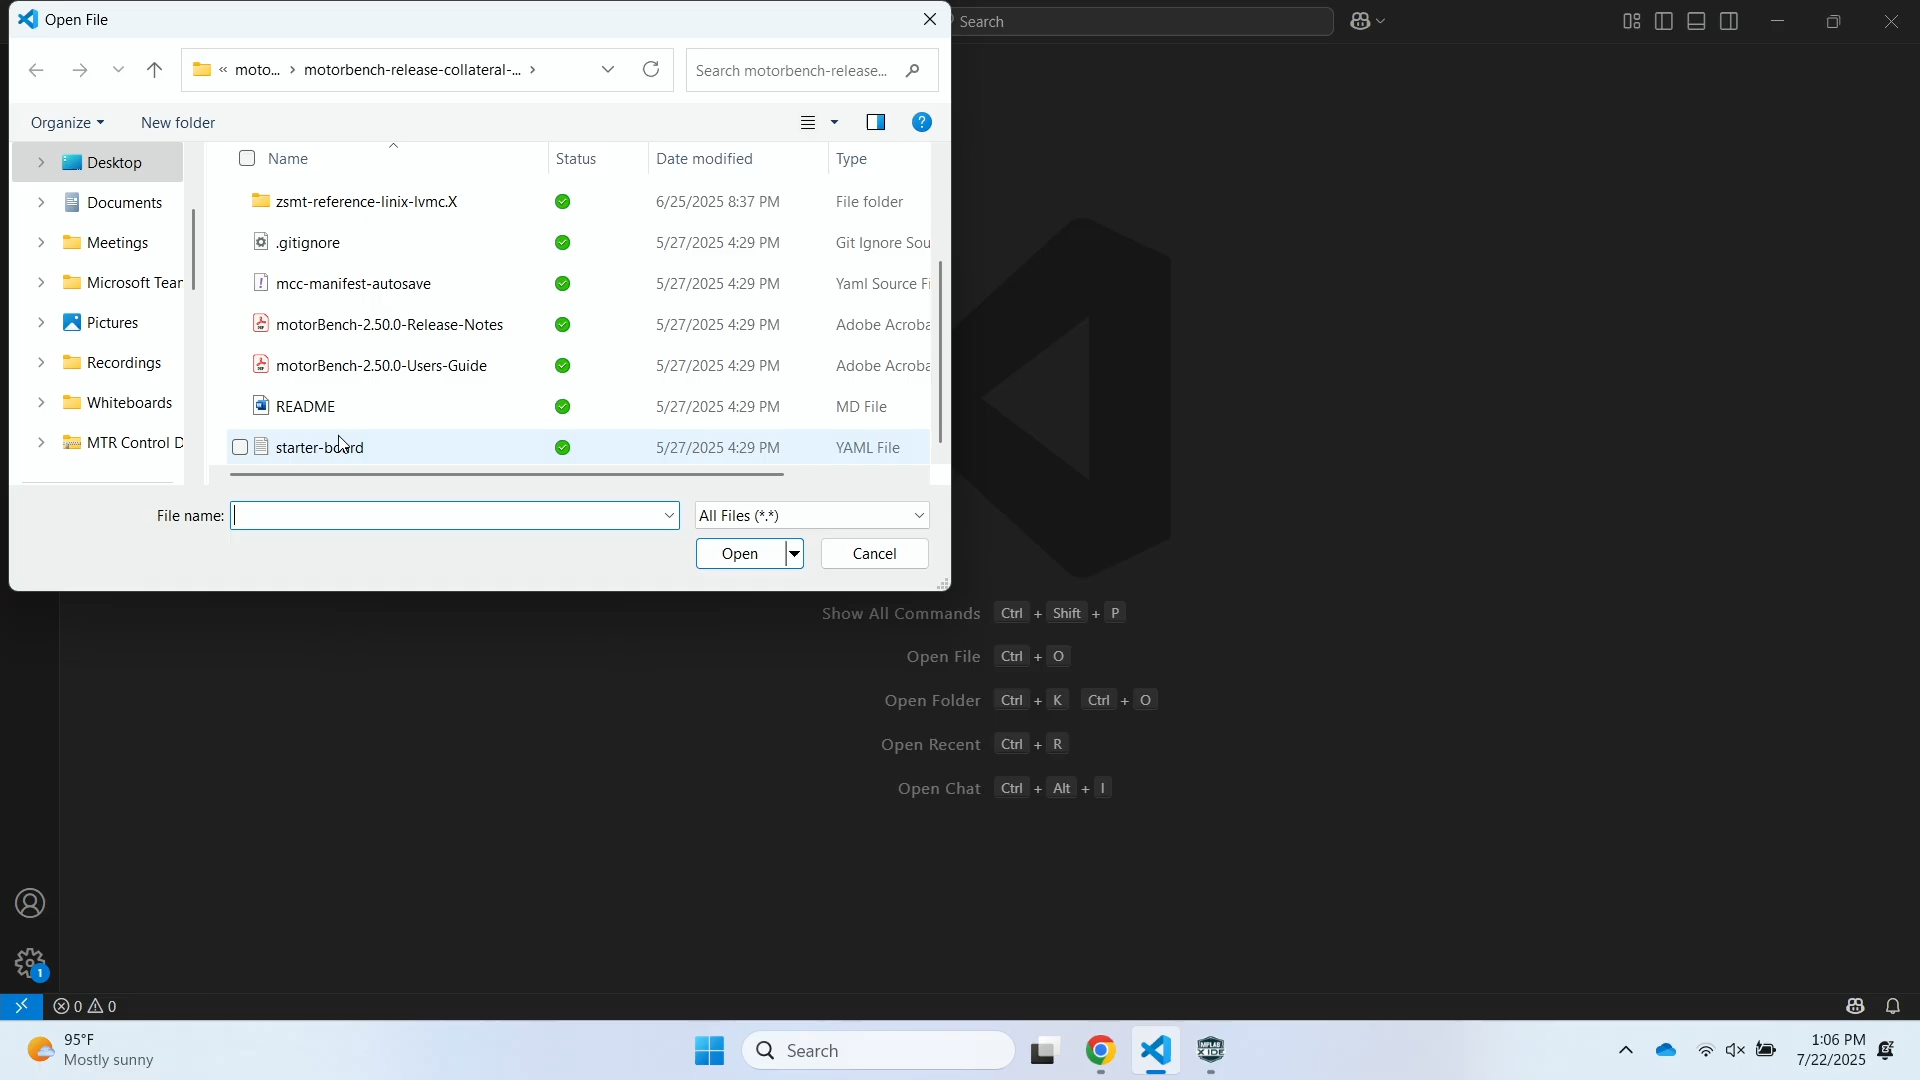 Open File
« moto... › motorbench-release-collateral-... ›
Search motorbench-release...
Search
Organize
New folder
?
Name
Status
Date modified
Type
Desktop
Documents
Meetings
Microsoft Tear
Pictures
Recordings
Whiteboards
MTR Control D
zsmt-reference-linix-lvmc.X 6/25/2025 8:37 PM File folder
.gitignore 5/27/2025 4:29 PM Git Ignore Sou
mcc-manifest-autosave 5/27/2025 4:29 PM Yaml Source Fi
motorBench-2.50.0-Release-Notes 5/27/2025 4:29 PM Adobe Acroba
motorBench-2.50.0-Users-Guide 5/27/2025 4:29 PM Adobe Acroba
README 5/27/2025 4:29 PM MD File
starter-board 5/27/2025 4:29 PM YAML File
File name:
All Files (*.*)
Open
Cancel
Show All Commands Ctrl + Shift + P
Open File Ctrl + O
Open Folder Ctrl + K Ctrl + O
Open Recent Ctrl + R
Open Chat Ctrl + Alt + I
1
0 0
95°F
Mostly sunny
Search
MPLAB
X IDE
1:06 PM
7/22/2025